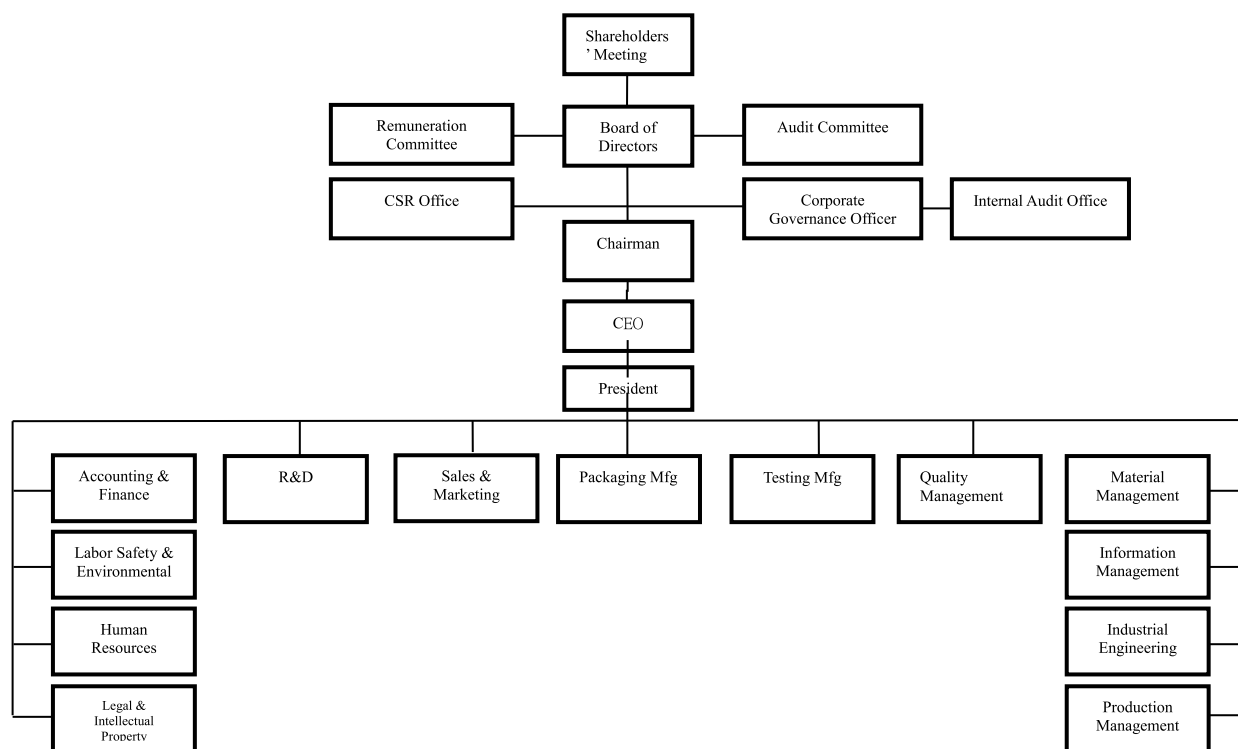 Shareholders
’ Meeting
Remuneration
Committee
Board of
Directors
Audit Committee
CSR Office
Corporate
Governance Officer
Internal Audit Office
Chairman
CEO
President
Accounting &
Finance
R&D
Sales &
Marketing
Packaging Mfg
Testing Mfg
Quality
Management
Material
Management
Labor Safety &
Environmental
Information
Management
Human
Resources
Industrial
Engineering
Legal &
Intellectual
Property
Production
Management